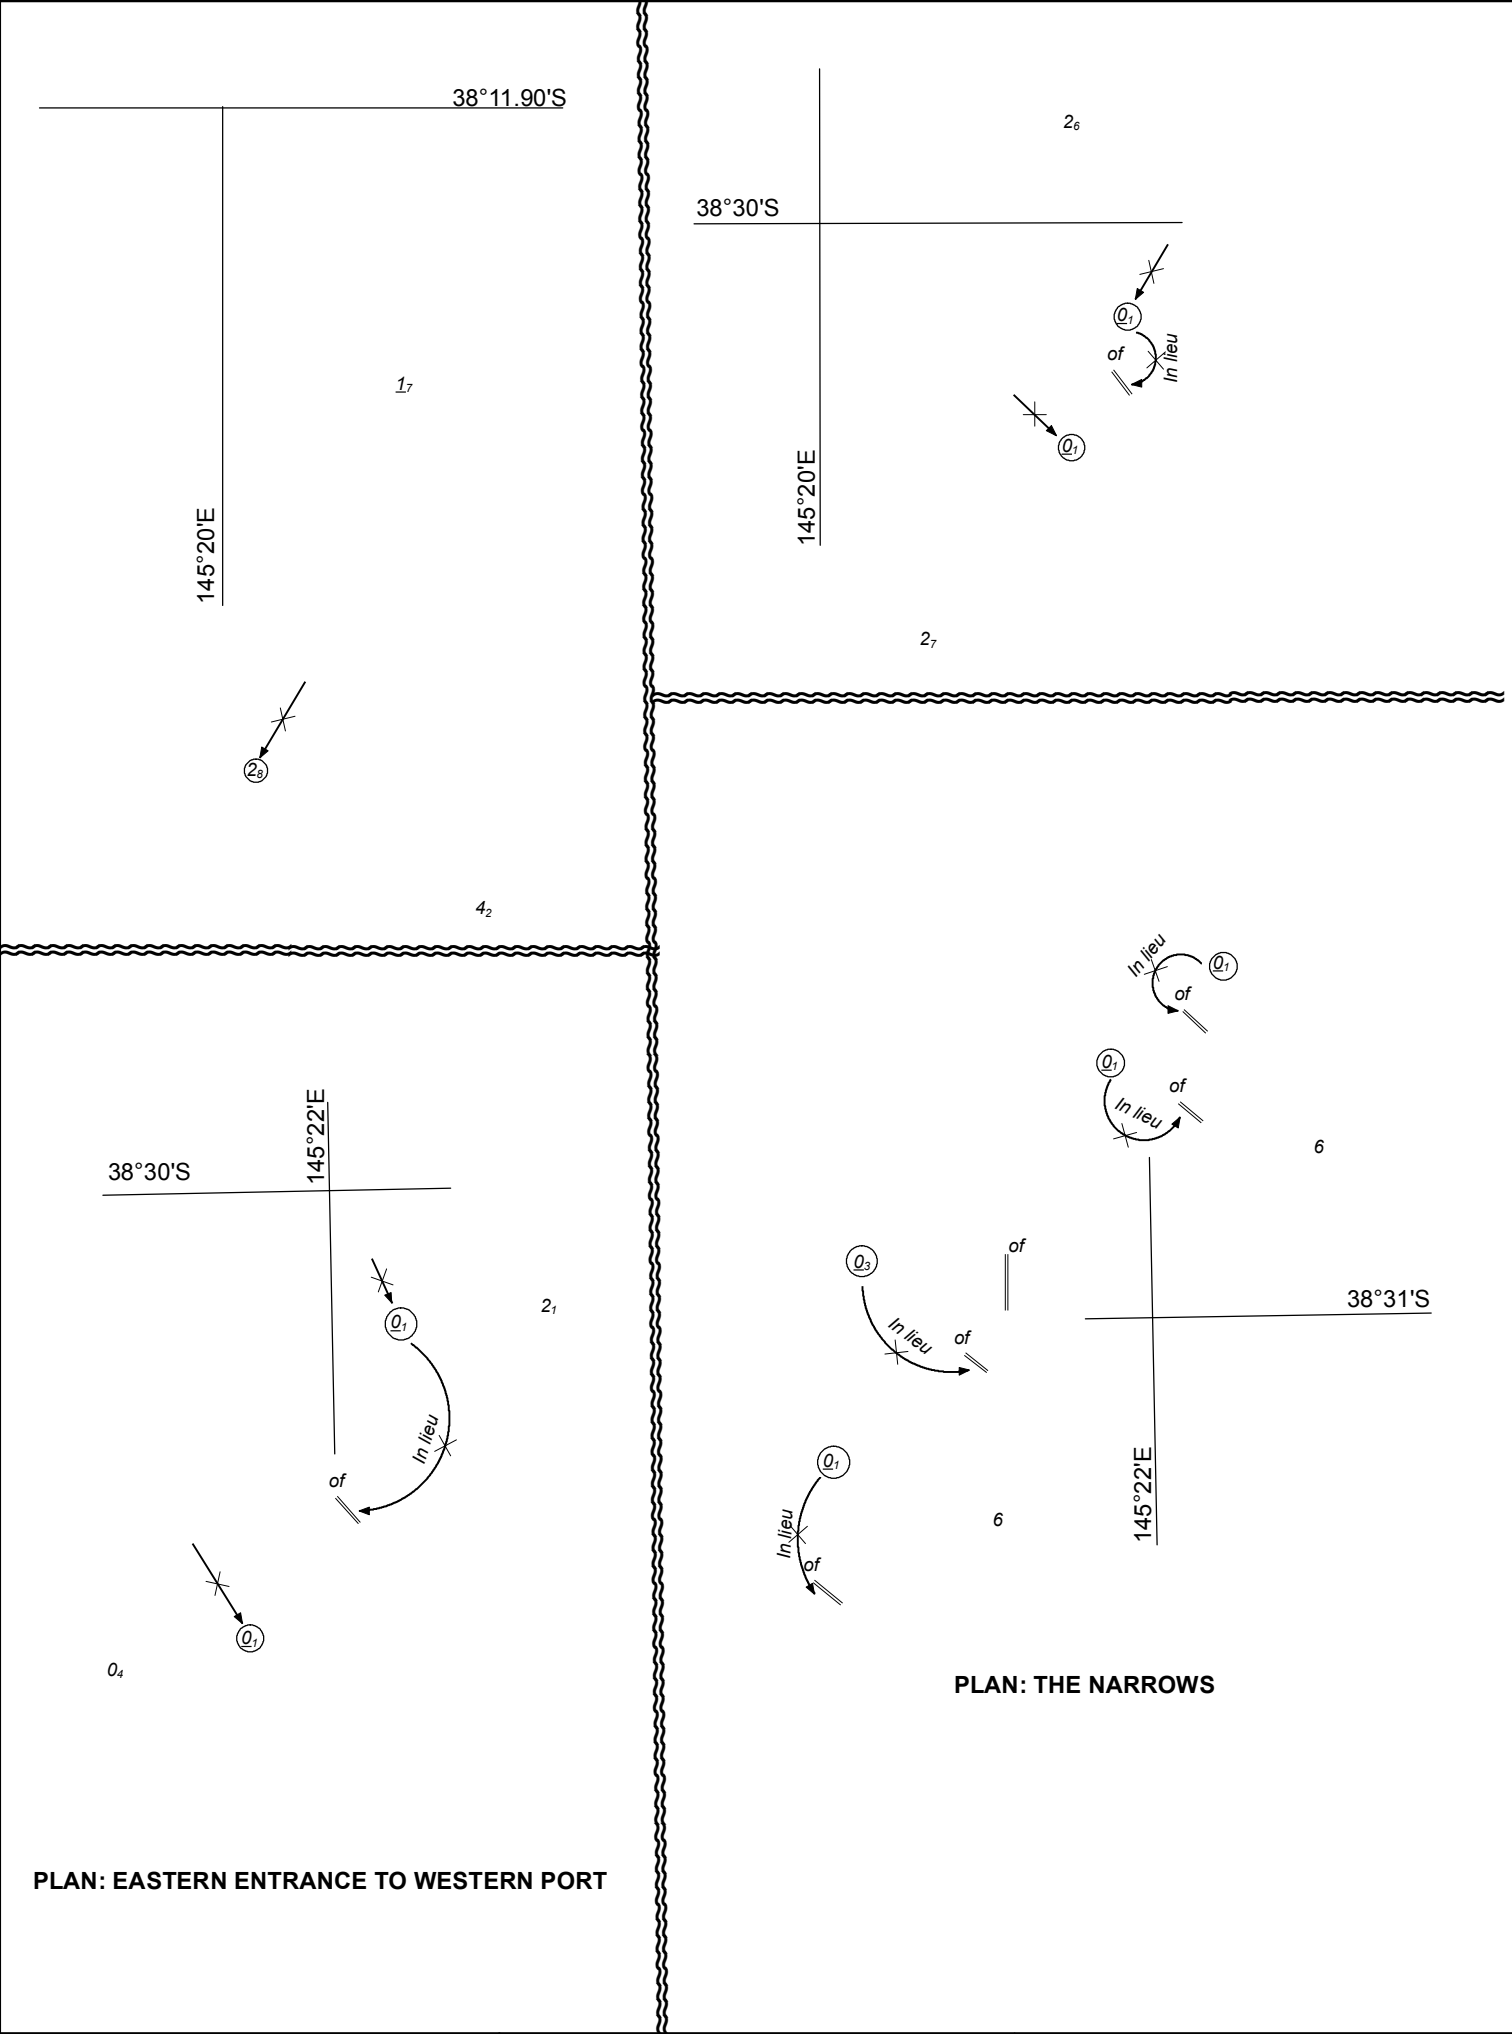 38°11.90'S
1₇
145°20'E
2₈
4₂
2₆
38°30'S
0₁
of
In lieu
0₁
145°20'E
2₇
145°22'E
38°30'S
2₁
0₁
In lieu
of
0₁
0₄
PLAN: EASTERN ENTRANCE TO WESTERN PORT
In lieu
0₁
of
0₁
of
In lieu
6
of
0₃
38°31'S
In lieu
of
0₁
145°22'E
6
In lieu
of
PLAN: THE NARROWS